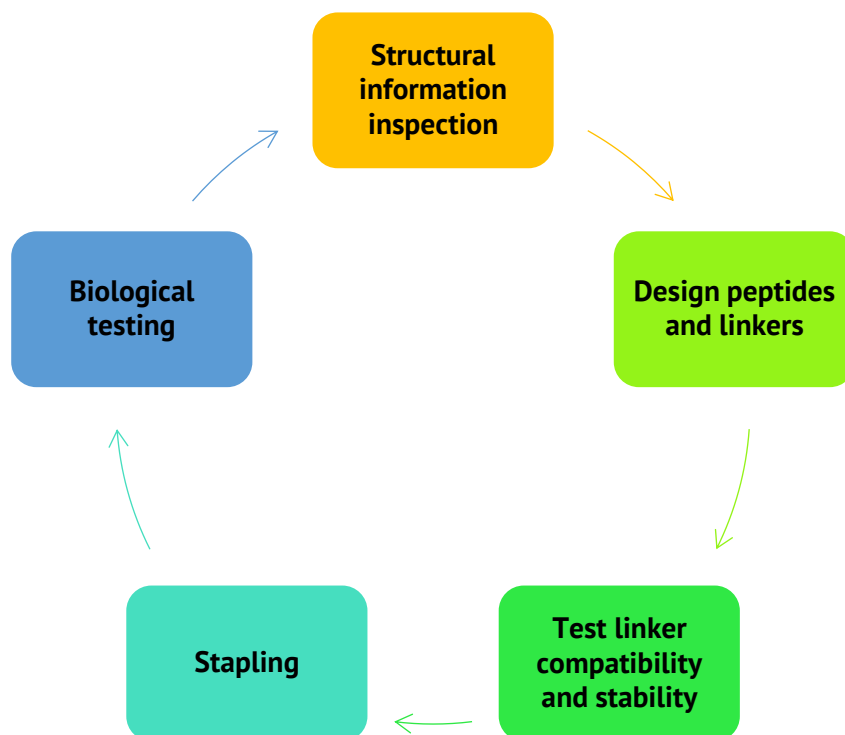 Structural
information
inspection
Design peptides
and linkers
Test linker
compatibility
and stability
Stapling
Biological
testing